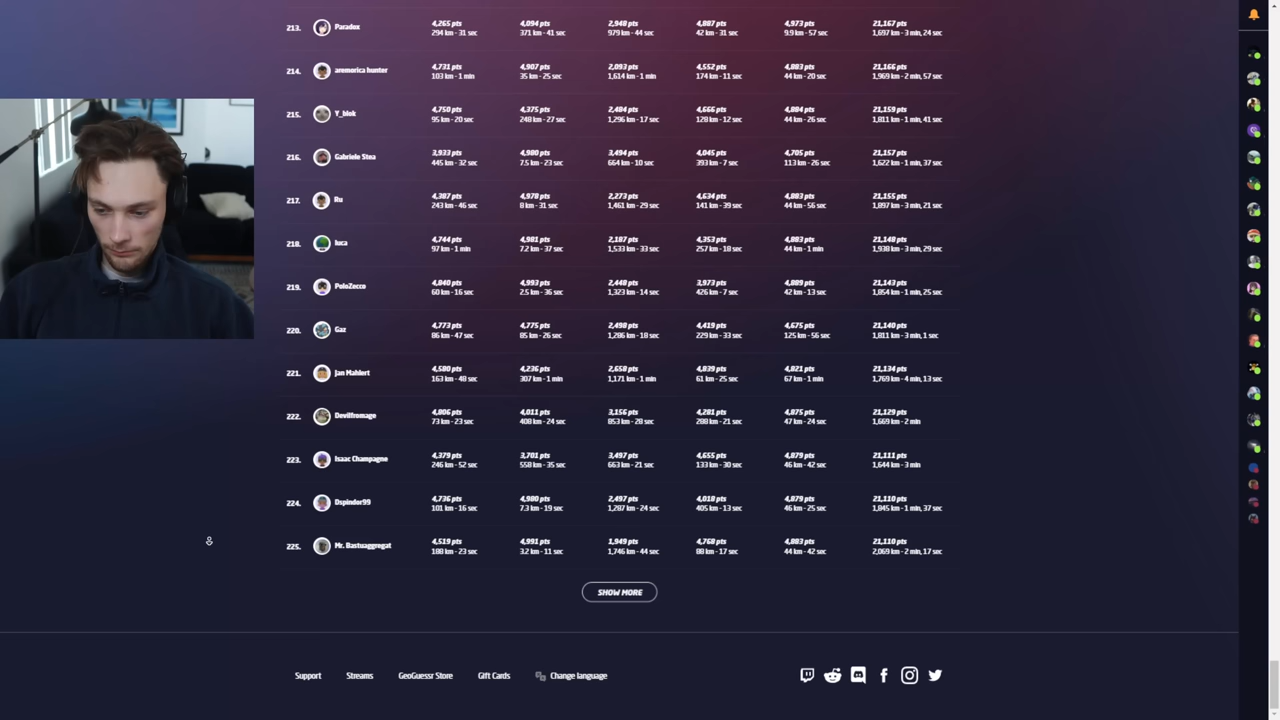 213. Paradox 4,265 pts 4,094 pts 2,948 pts 4,887 pts 4,973 pts 21,167 pts
294 km - 31 sec 371 km - 41 sec 979 km - 44 sec 42 km - 31 sec 9.9 km - 57 sec 1,697 km - 3 min, 24 sec
214. aremorica hunter 4,731 pts 4,907 pts 2,093 pts 4,552 pts 4,883 pts 21,166 pts
103 km - 1 min 35 km - 25 sec 1,614 km - 1 min 174 km - 11 sec 44 km - 20 sec 1,969 km - 2 min, 57 sec
215. Y_blok 4,750 pts 4,375 pts 2,484 pts 4,666 pts 4,884 pts 21,159 pts
95 km - 20 sec 248 km - 27 sec 1,296 km - 17 sec 128 km - 12 sec 44 km - 26 sec 1,811 km - 1 min, 41 sec
216. Gabriele Stea 3,933 pts 4,980 pts 3,494 pts 4,045 pts 4,705 pts 21,157 pts
445 km - 32 sec 7.5 km - 23 sec 664 km - 10 sec 393 km - 7 sec 113 km - 26 sec 1,622 km - 1 min, 37 sec
217. Ru 4,387 pts 4,978 pts 2,273 pts 4,634 pts 4,883 pts 21,155 pts
243 km - 46 sec 8 km - 31 sec 1,461 km - 29 sec 141 km - 39 sec 44 km - 56 sec 1,897 km - 3 min, 21 sec
218. luca 4,744 pts 4,981 pts 2,187 pts 4,353 pts 4,883 pts 21,148 pts
97 km - 1 min 7.2 km - 37 sec 1,533 km - 33 sec 257 km - 18 sec 44 km - 1 min 1,938 km - 3 min, 29 sec
219. PoloZecco 4,840 pts 4,993 pts 2,448 pts 3,973 pts 4,889 pts 21,143 pts
60 km - 16 sec 2.5 km - 36 sec 1,323 km - 14 sec 426 km - 7 sec 42 km - 13 sec 1,854 km - 1 min, 25 sec
220. Gaz 4,773 pts 4,775 pts 2,498 pts 4,419 pts 4,675 pts 21,140 pts
86 km - 47 sec 85 km - 26 sec 1,286 km - 18 sec 229 km - 33 sec 125 km - 56 sec 1,811 km - 3 min, 1 sec
221. Jan Mahlert 4,580 pts 4,236 pts 2,658 pts 4,839 pts 4,821 pts 21,134 pts
163 km - 48 sec 307 km - 1 min 1,171 km - 1 min 61 km - 25 sec 67 km - 1 min 1,769 km - 4 min, 13 sec
222. Devilfromage 4,806 pts 4,011 pts 3,156 pts 4,281 pts 4,875 pts 21,129 pts
73 km - 23 sec 408 km - 24 sec 853 km - 28 sec 288 km - 21 sec 47 km - 24 sec 1,669 km - 2 min
223. Isaac Champagne 4,379 pts 3,701 pts 3,497 pts 4,655 pts 4,879 pts 21,111 pts
246 km - 52 sec 558 km - 35 sec 663 km - 21 sec 133 km - 30 sec 46 km - 42 sec 1,644 km - 3 min
224. Dspindor99 4,736 pts 4,980 pts 2,497 pts 4,018 pts 4,879 pts 21,110 pts
101 km - 16 sec 7.3 km - 19 sec 1,287 km - 24 sec 405 km - 13 sec 46 km - 25 sec 1,845 km - 1 min, 37 sec
225. Mr. Bastuaggregat 4,519 pts 4,991 pts 1,949 pts 4,768 pts 4,883 pts 21,110 pts
188 km - 23 sec 3.2 km - 11 sec 1,746 km - 44 sec 88 km - 17 sec 44 km - 42 sec 2,069 km - 2 min, 17 sec
SHOW MORE
Support Streams GeoGuessr Store Gift Cards Change language